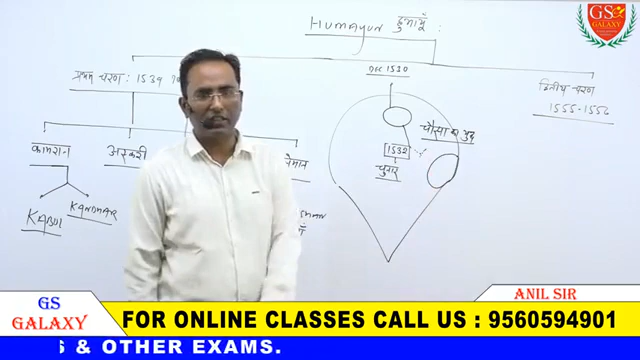 GS
GALAXY
Humayun हुमायूँ :
DEC 1530
प्रथम चरण : 1539
द्वितीय चरण
1555-1556
चौसा का युद्ध
1532
चुनार
कामरान
अस्करी
KABUL
KANDHAR
ANIL SIR
GS
GALAXY
FOR ONLINE CLASSES CALL US : 9560594901
S & OTHER EXAMS.